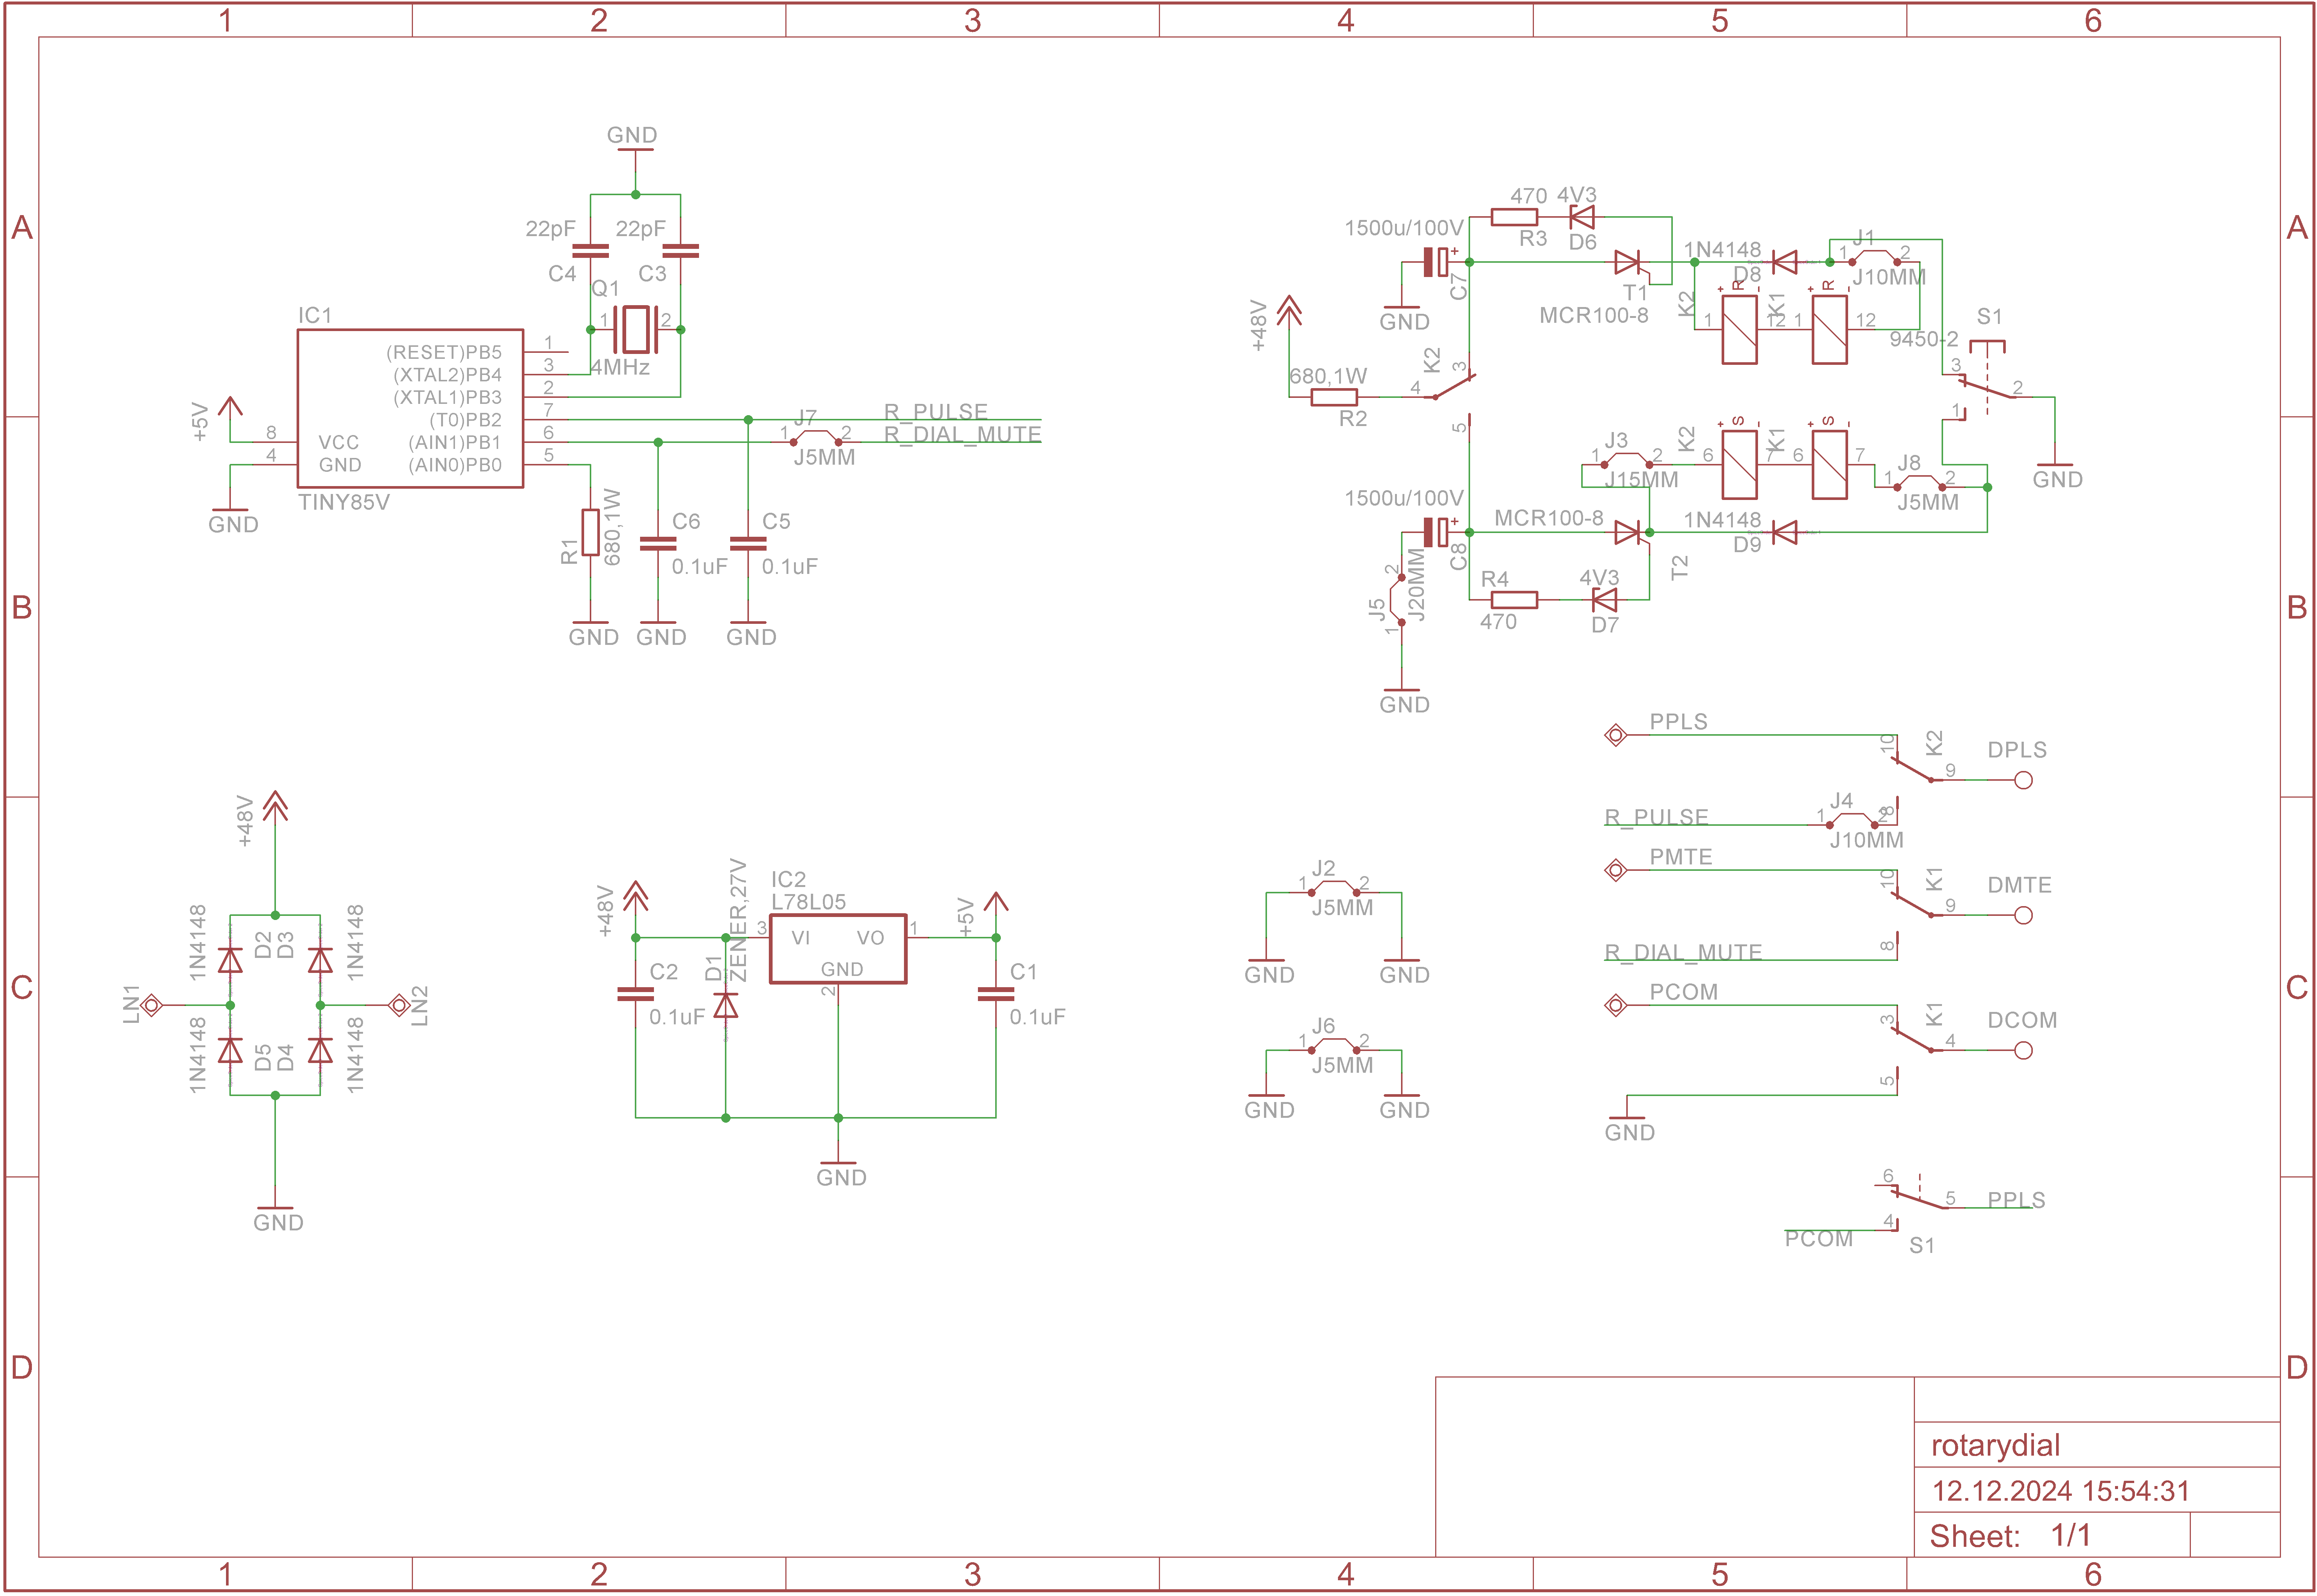 1 2 3 4 5 6
A
A
B
B
C
C
D
D
GND
22pF 22pF
C4 C3
Q1
1 2
4MHz
IC1
(RESET)PB5 1
(XTAL2)PB4 3
(XTAL1)PB3 2
(T0)PB2 7
(AIN1)PB1 6
(AIN0)PB0 5
8 VCC
4 GND
TINY85V
+5V
GND
J7
1 2
J5MM
R_PULSE
R_DIAL_MUTE
R1
680,1W
C6
0.1uF
C5
0.1uF
GND GND GND
1500u/100V
C7
+
GND
470 4V3
R3 D6
T1
MCR100-8
1N4148
D8
J1
1 2
J10MM
K2
+ R -
1 12
K1
+ R -
1 12
+48V
680,1W
R2
K2
4 3
5
9450-2
S1
3 2
1
GND
J3
1 2
J15MM
K2
+ S -
6 7
K1
+ S -
6 7
J8
1 2
J5MM
1500u/100V
C8
+
MCR100-8
T2
1N4148
D9
J5
2
1
J20MM
GND
R4
470
4V3
D7
PPLS
10
K2
9
DPLS
R_PULSE
J4
1 2
8
J10MM
PMTE
10
K1
9
DMTE
R_DIAL_MUTE
8
PCOM
3
K1
4
DCOM
5
GND
6
5
PPLS
4
PCOM
S1
+48V
1N4148
D2
D3
1N4148
LN1
LN2
1N4148
D5
D4
1N4148
GND
+48V
C2
0.1uF
D1
ZENER,27V
IC2
L78L05
3 VI VO 1
GND
2
+5V
C1
0.1uF
GND
J2
1 2
J5MM
GND GND
J6
1 2
J5MM
GND GND
rotarydial
12.12.2024 15:54:31
Sheet: 1/1
1 2 3 4 5 6